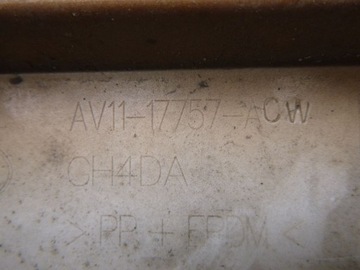 AV11-17757-ACW
CH4DA
>PP + EPDM<